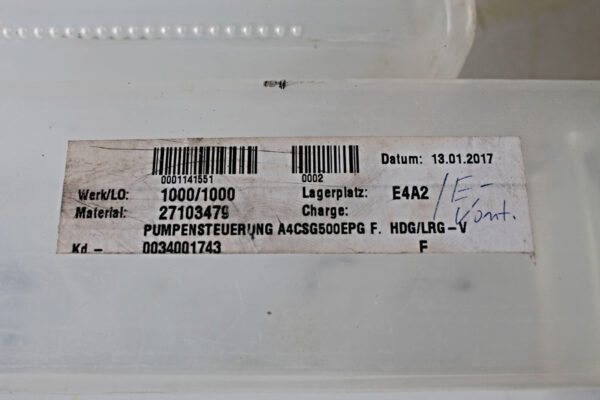 Datum: 13.01.2017
0001141551 0002
Werk/LO: 1000/1000 Lagerplatz: E4A2 /E-
Material: 27103479 Charge: Kont.
PUMPENSTEUERUNG A4CSG500EPG F. HDG/LRG-V
Kd - 0034001743 F